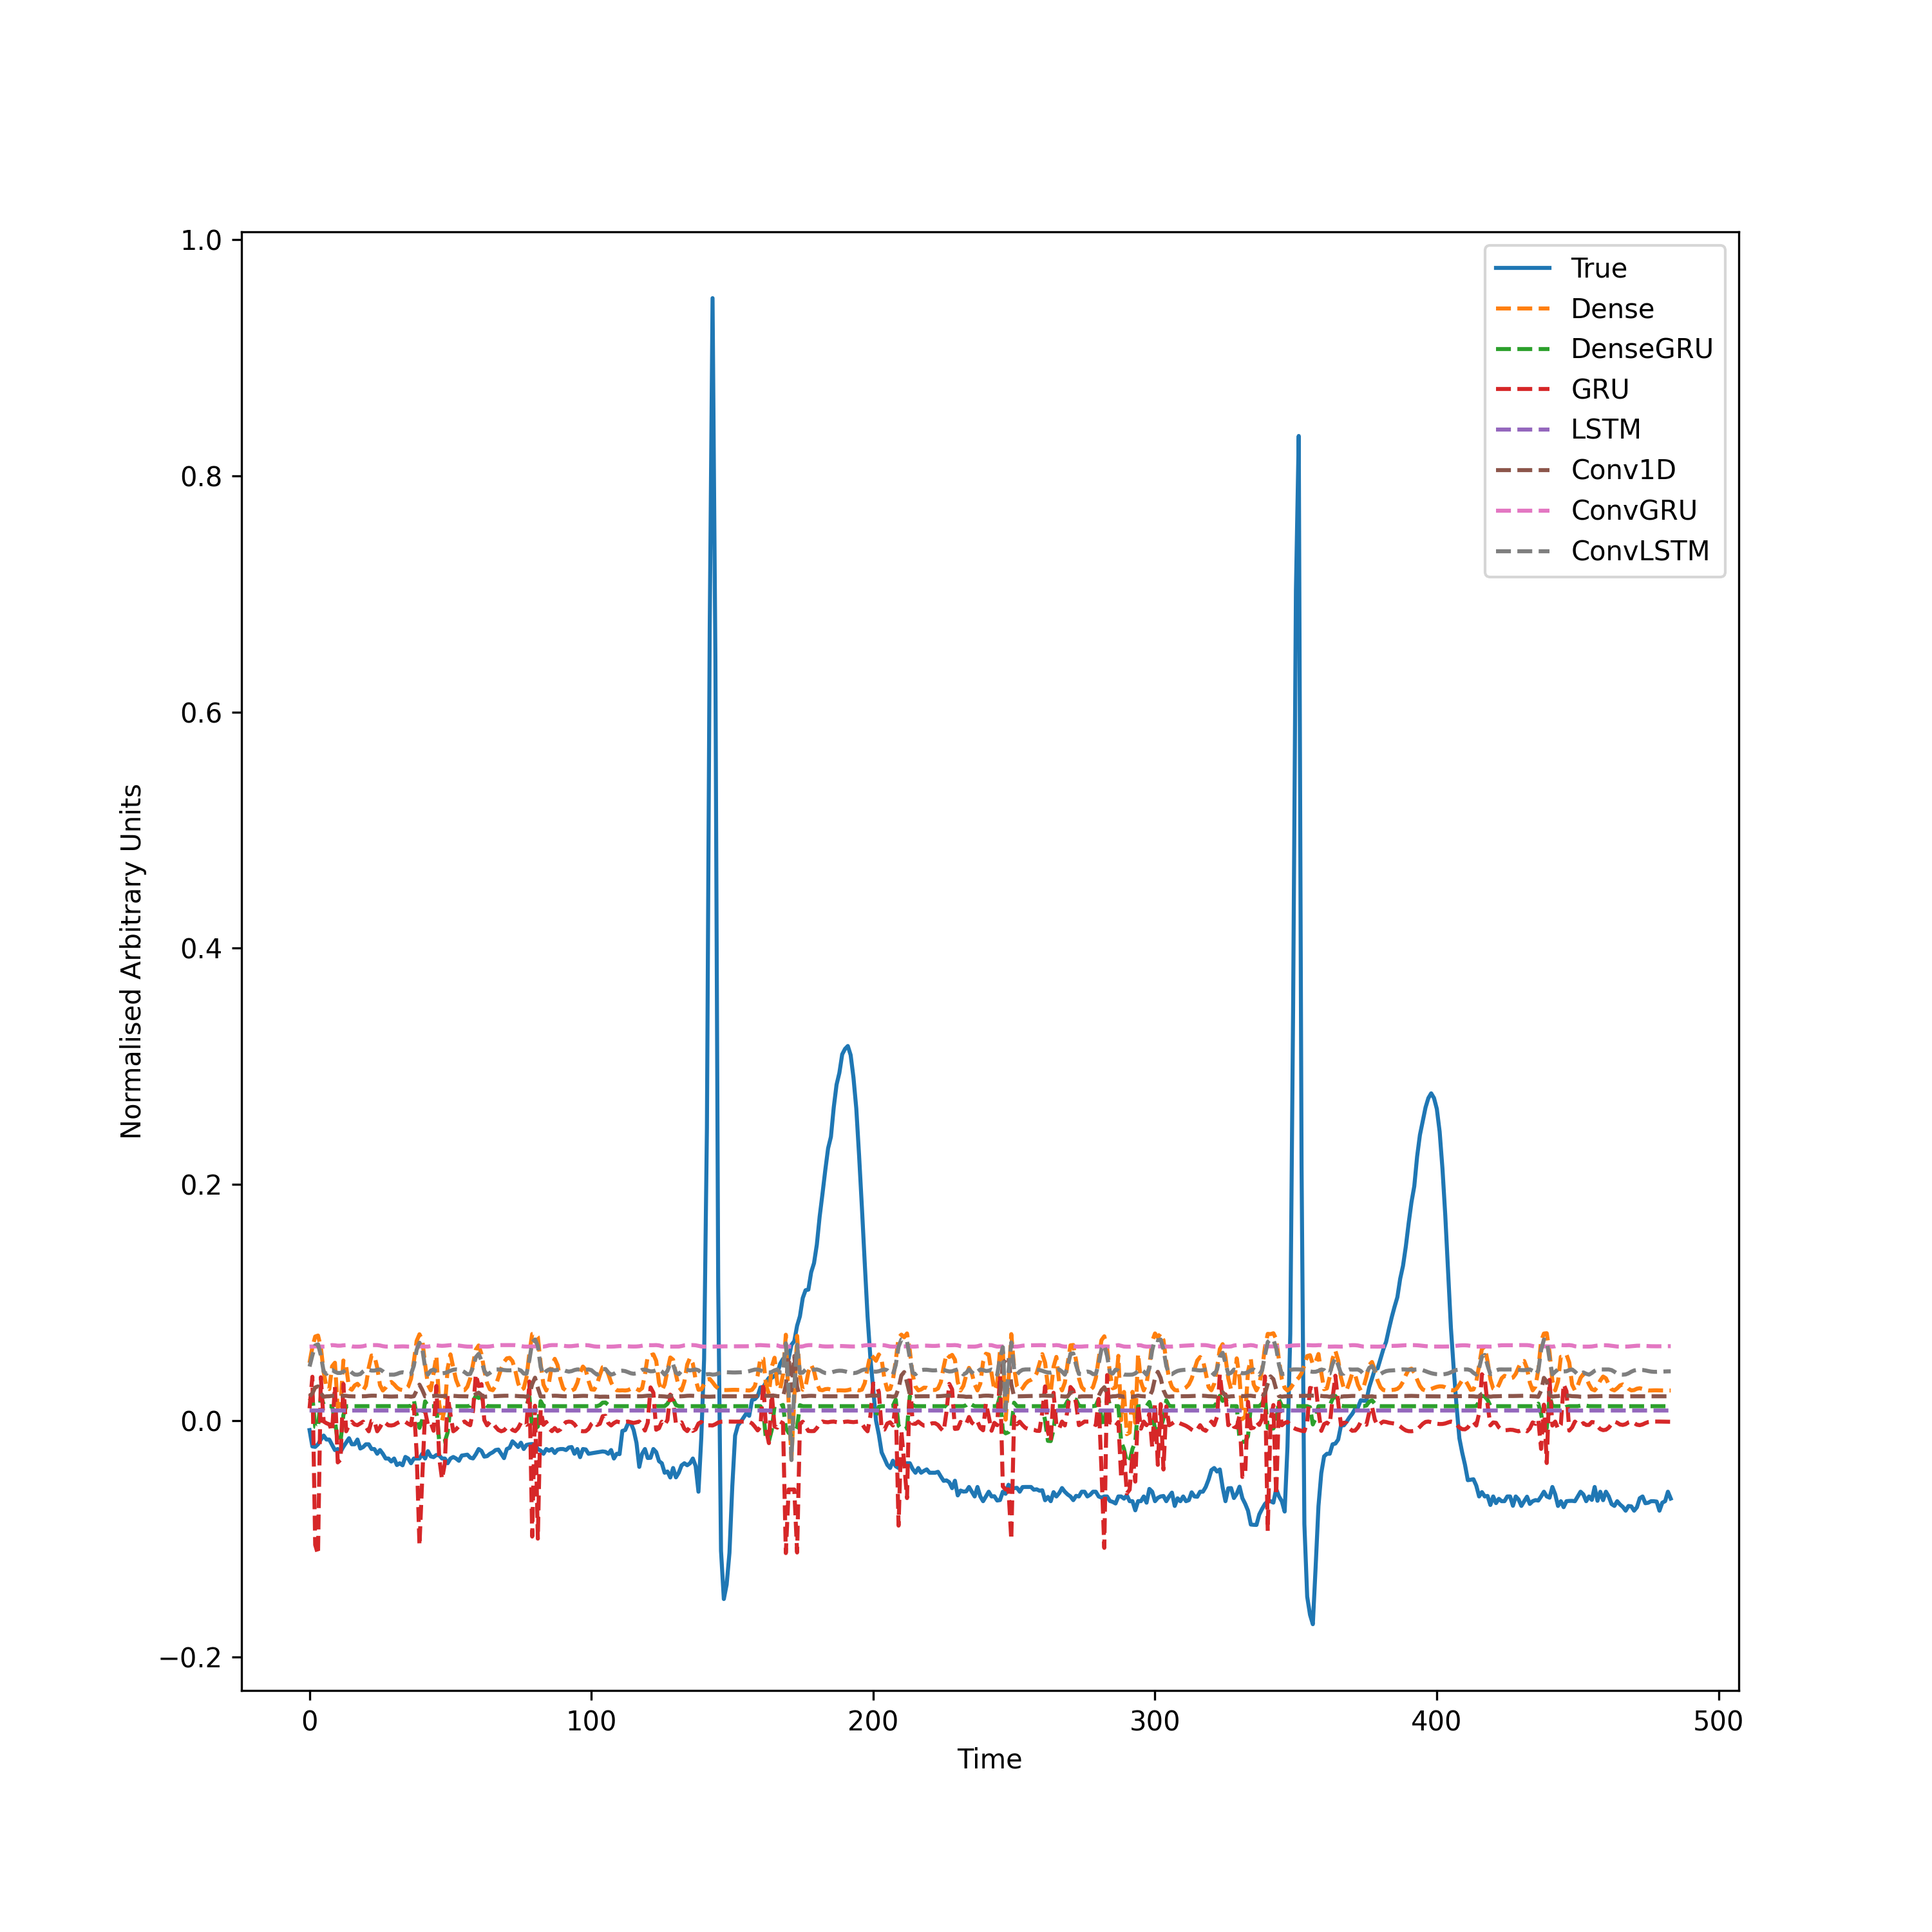 1.0
0.8
0.6
0.4
0.2
0.0
−0.2
Normalised Arbitrary Units
True
Dense
DenseGRU
GRU
LSTM
Conv1D
ConvGRU
ConvLSTM
0 100 200 300 400 500
Time